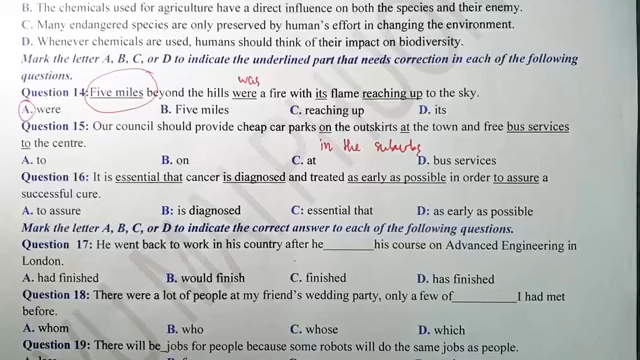 B. The chemicals used for agriculture have a direct influence on both the species and their enemy.
C. Many endangered species are only preserved by human's effort in changing the environment.
D. Whenever chemicals are used, humans should think of their impact on biodiversity.
Mark the letter A, B, C, or D to indicate the underlined part that needs correction in each of the following
questions.
was
Question 14: Five miles beyond the hills were a fire with its flame reaching up to the sky.
A. were B. Five miles C. reaching up D. its
Question 15: Our council should provide cheap car parks on the outskirts at the town and free bus services
to the centre.
in the suburbs
A. to B. on C. at D. bus services
Question 16: It is essential that cancer is diagnosed and treated as early as possible in order to assure a
successful cure.
A. to assure B: is diagnosed C: essential that D: as early as possible
Mark the letter A, B, C, or D to indicate the correct answer to each of the following questions.
Question 17: He went back to work in his country after he_______his course on Advanced Engineering in
London.
A. had finished B. would finish C. finished D. has finished
Question 18: There were a lot of people at my friend's wedding party, only a few of________I had met
before.
A. whom B. who C. whose D. which
Question 19: There will be_jobs for people because some robots will do the same jobs as people.